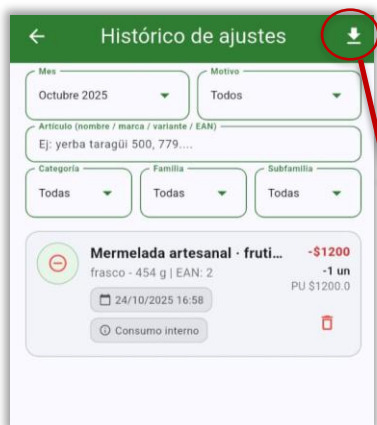 Histórico de ajustes
Mes
Motivo
Octubre 2025
Todos
Artículo (nombre / marca / variante / EAN)
Ej: yerba taragüi 500, 779....
Categoría
Familia
Subfamilia
Todas
Todas
Todas
Mermelada artesanal · fruti...
-$1200
frasco - 454 g | EAN: 2
-1 un
PU $1200.0
24/10/2025 16:58
Consumo interno